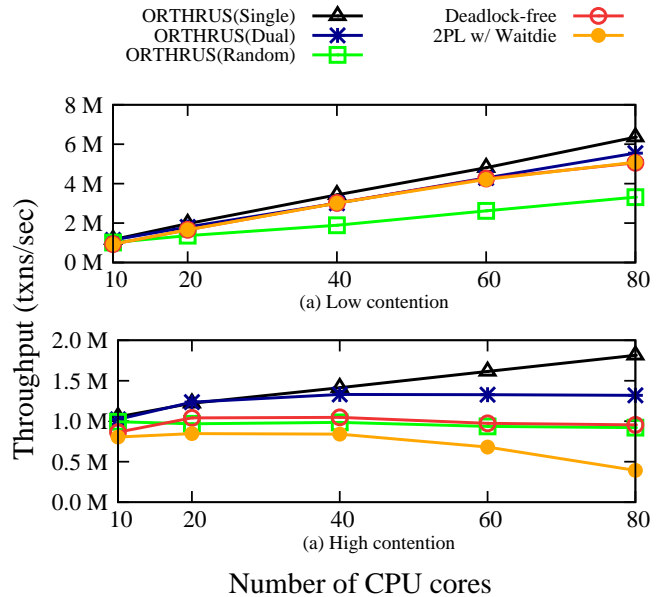 ORTHRUS(Single)
ORTHRUS(Dual)
ORTHRUS(Random)
Deadlock-free
2PL w/ Waitdie
Throughput (txns/sec)
8 M
6 M
4 M
2 M
0 M
10 20 40 60 80
(a) Low contention
2.0 M
1.5 M
1.0 M
0.5 M
0.0 M
10 20 40 60 80
(a) High contention
Number of CPU cores